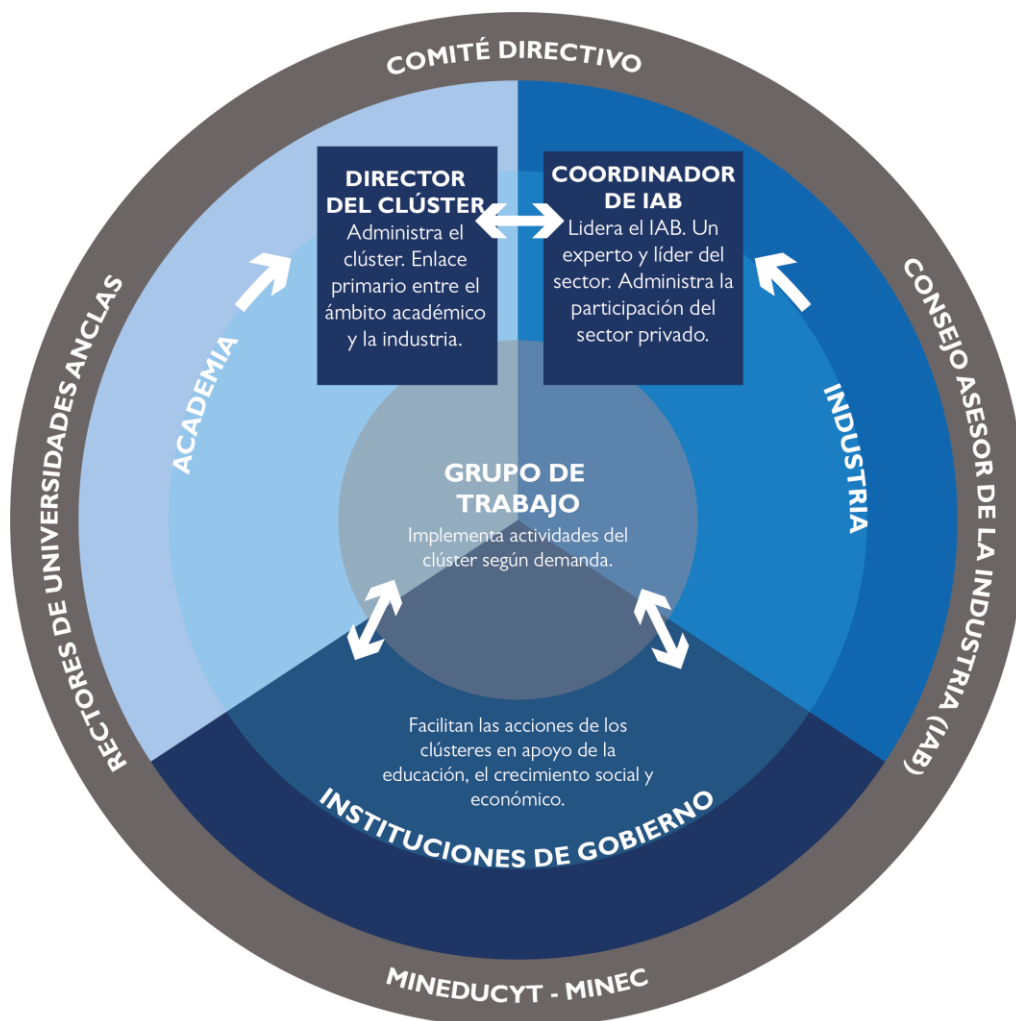 COMITÉ DIRECTIVO
DIRECTOR
DEL CLÚSTER
Administra el
clúster. Enlace
primario entre el
ámbito académico
y la industria.
COORDINADOR
DE IAB
Lidera el IAB. Un
experto y líder del
sector. Administra la
participación del
sector privado.
RECTORES DE UNIVERSIDADES ANCLAS
ACADEMIA
INDUSTRIA
CONSEJO ASESOR DE LA INDUSTRIA (IAB)
GRUPO DE
TRABAJO
Implementa actividades del
clúster según demanda.
Facilitan las acciones de los
clústeres en apoyo de la
educación, el crecimiento social y
económico.
INSTITUCIONES DE GOBIERNO
MINEDUCYT - MINEC